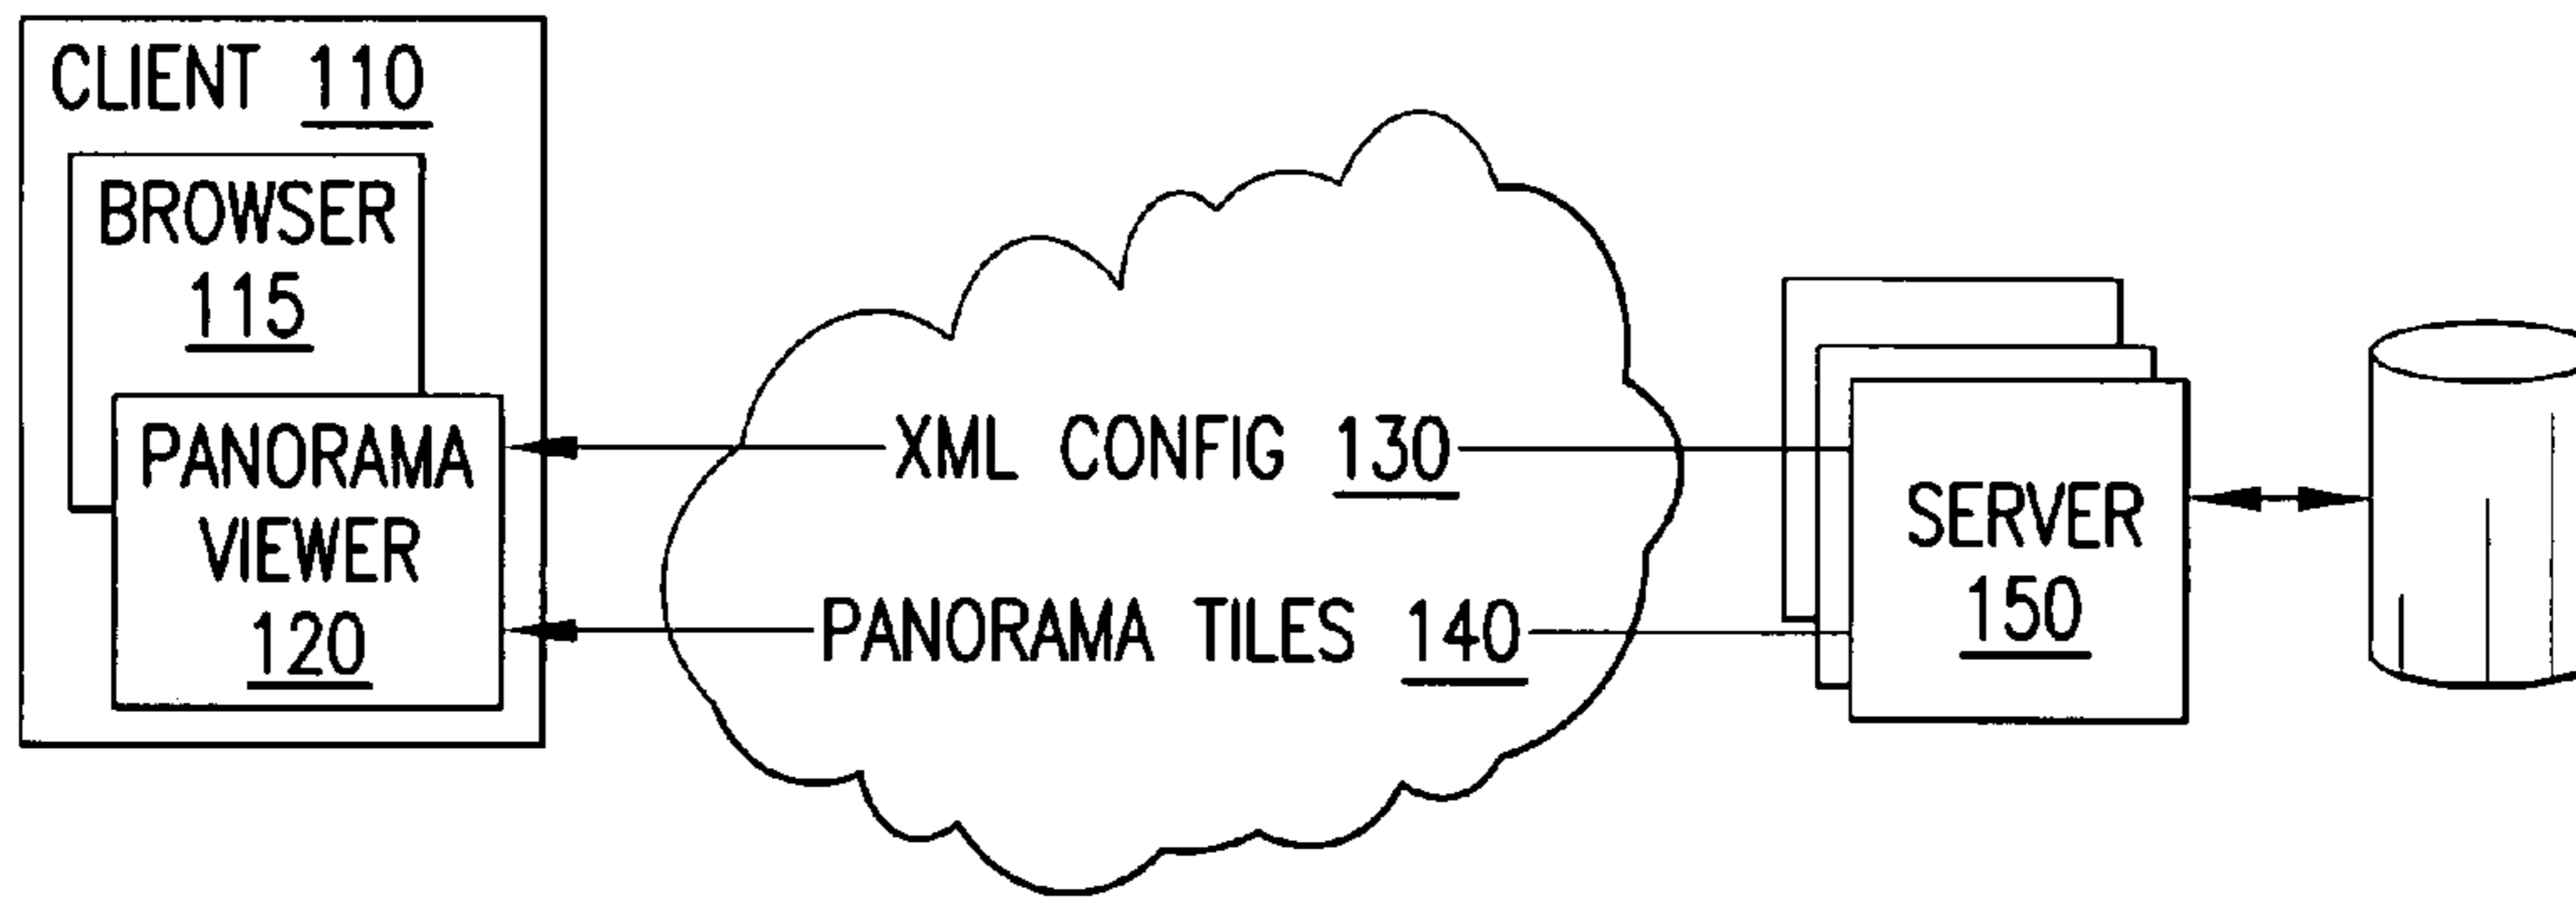 CLIENT 110
BROWSER
115
PANORAMA
VIEWER
120
XML CONFIG 130
PANORAMA TILES 140
SERVER
150